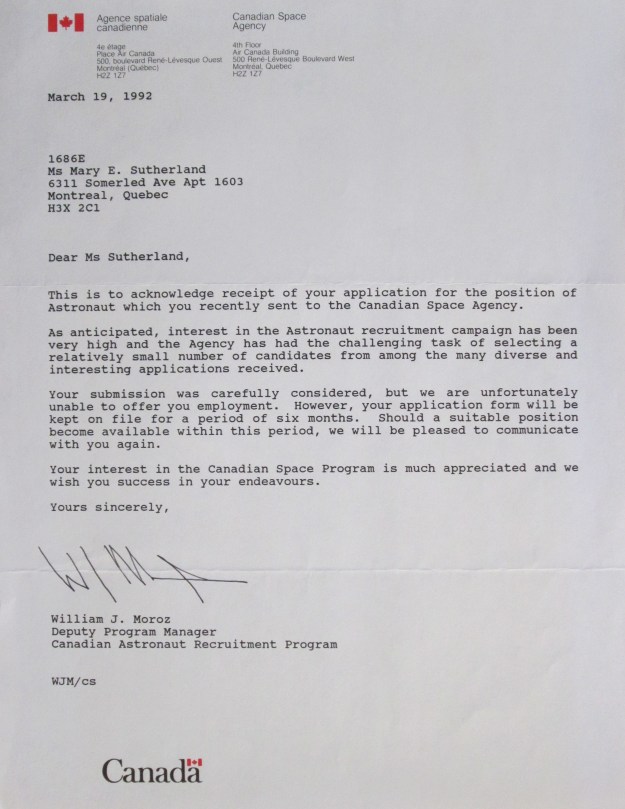 Agence spatiale
canadienne
4e étage
Place Air Canada
500, boulevard René-Lévesque Ouest
Montréal (Québec)
H2Z 1Z7
Canadian Space
Agency
4th Floor
Air Canada Building
500 René-Lévesque Boulevard West
Montréal, Quebec
H2Z 1Z7
March 19, 1992
1686E
Ms Mary E. Sutherland
6311 Somerled Ave Apt 1603
Montreal, Quebec
H3X 2C1
Dear Ms Sutherland,
This is to acknowledge receipt of your application for the position of
Astronaut which you recently sent to the Canadian Space Agency.
As anticipated, interest in the Astronaut recruitment campaign has been
very high and the Agency has had the challenging task of selecting a
relatively small number of candidates from among the many diverse and
interesting applications received.
Your submission was carefully considered, but we are unfortunately
unable to offer you employment. However, your application form will be
kept on file for a period of six months. Should a suitable position
become available within this period, we will be pleased to communicate
with you again.
Your interest in the Canadian Space Program is much appreciated and we
wish you success in your endeavours.
Yours sincerely,
William J. Moroz
Deputy Program Manager
Canadian Astronaut Recruitment Program
WJM/cs
Canada